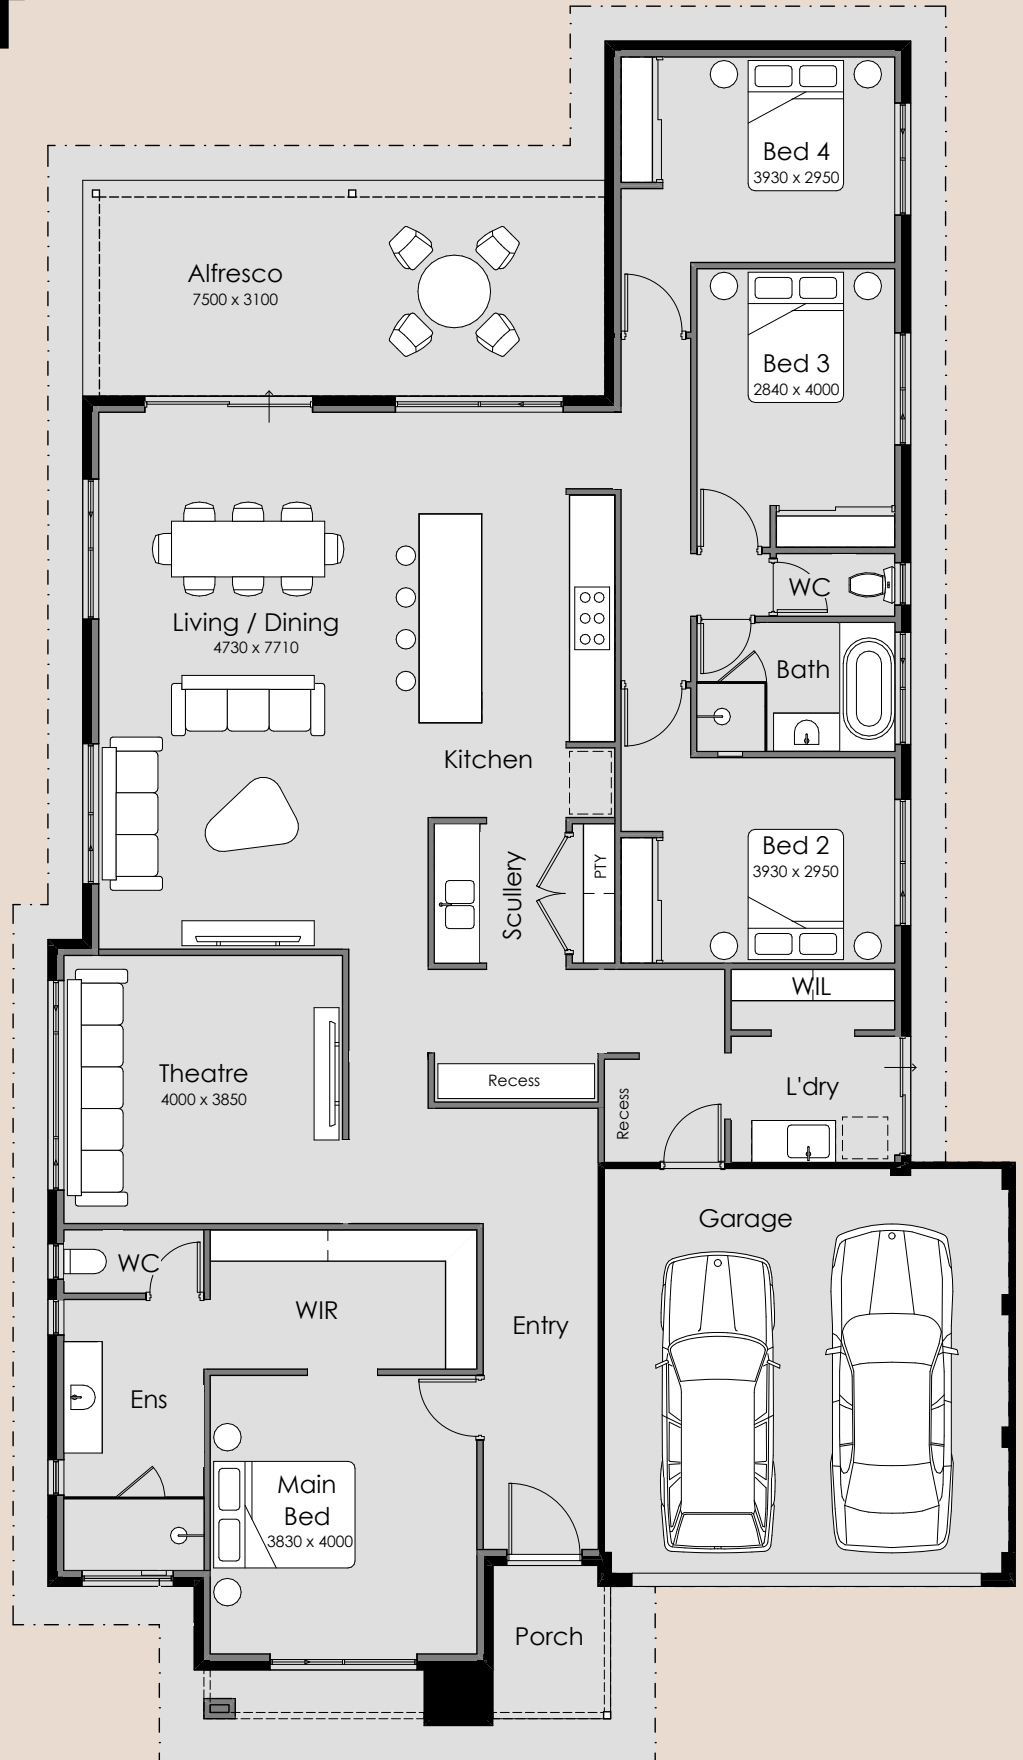 Bed 4
3930 x 2950
Alfresco
7500 x 3100
Bed 3
2840 x 4000
WC
Living / Dining
4730 x 7710
Bath
Kitchen
Bed 2
3930 x 2950
PTY
Scullery
WIL
Theatre
4000 x 3850
Recess
Recess
L'dry
Garage
WC
WIR
Entry
Ens
Main
Bed
3830 x 4000
Porch